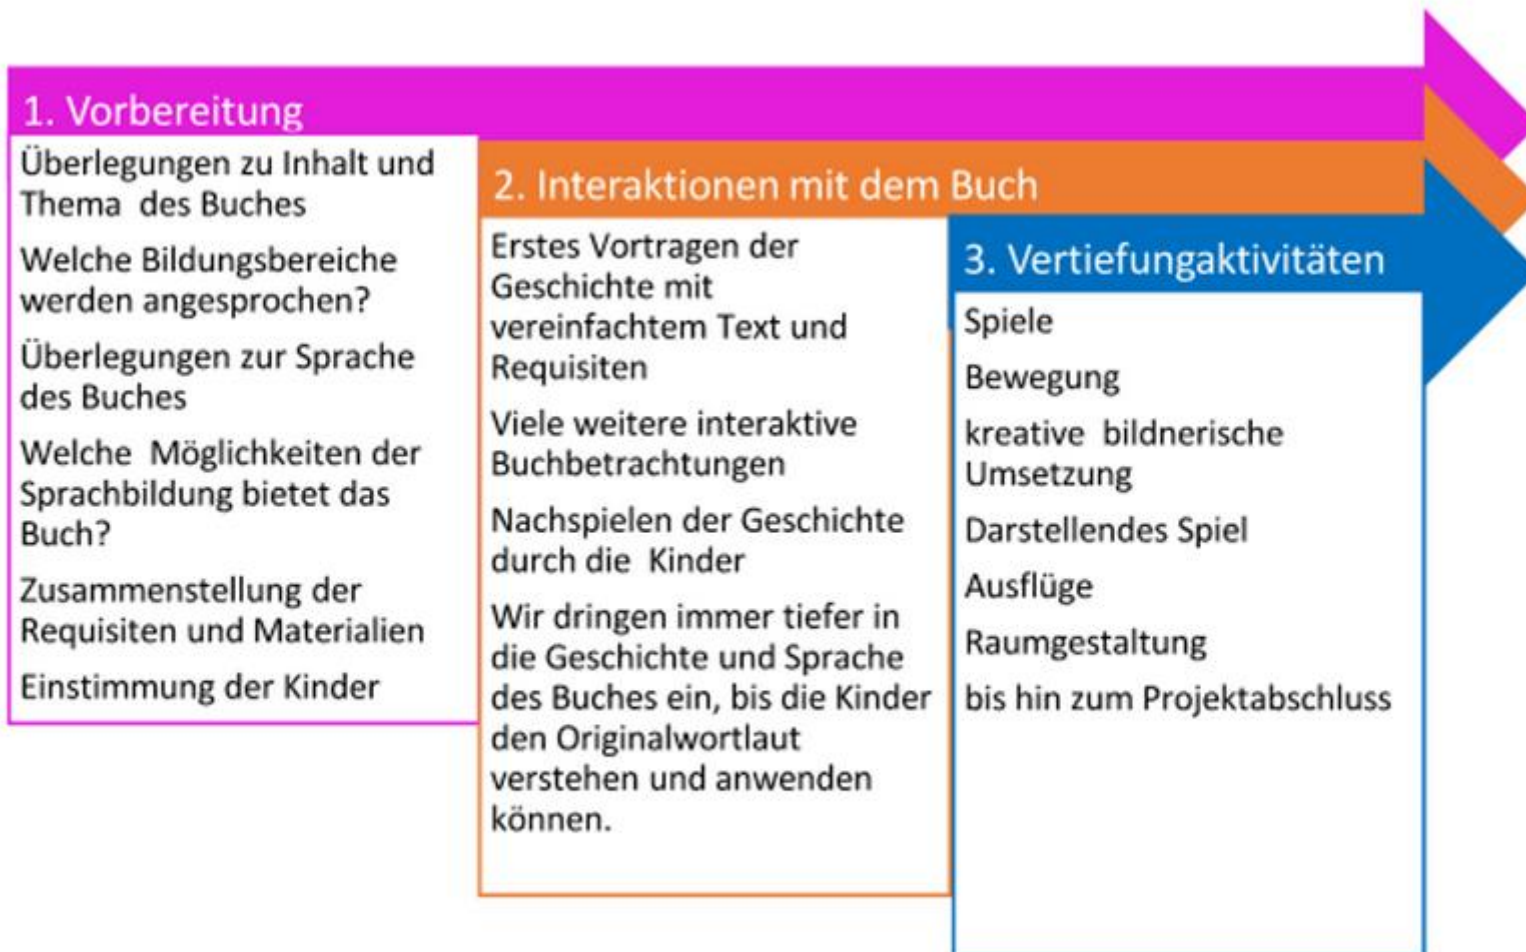 1. Vorbereitung
Überlegungen zu Inhalt und
Thema des Buches
Welche Bildungsbereiche
werden angesprochen?
Überlegungen zur Sprache
des Buches
Welche Möglichkeiten der
Sprachbildung bietet das
Buch?
Zusammenstellung der
Requisiten und Materialien
Einstimmung der Kinder
2. Interaktionen mit dem Buch
Erstes Vortragen der
Geschichte mit
vereinfachtem Text und
Requisiten
Viele weitere interaktive
Buchbetrachtungen
Nachspielen der Geschichte
durch die Kinder
Wir dringen immer tiefer in
die Geschichte und Sprache
des Buches ein, bis die Kinder
den Originalwortlaut
verstehen und anwenden
können.
3. Vertiefungaktivitäten
Spiele
Bewegung
kreative bildnerische
Umsetzung
Darstellendes Spiel
Ausflüge
Raumgestaltung
bis hin zum Projektabschluss